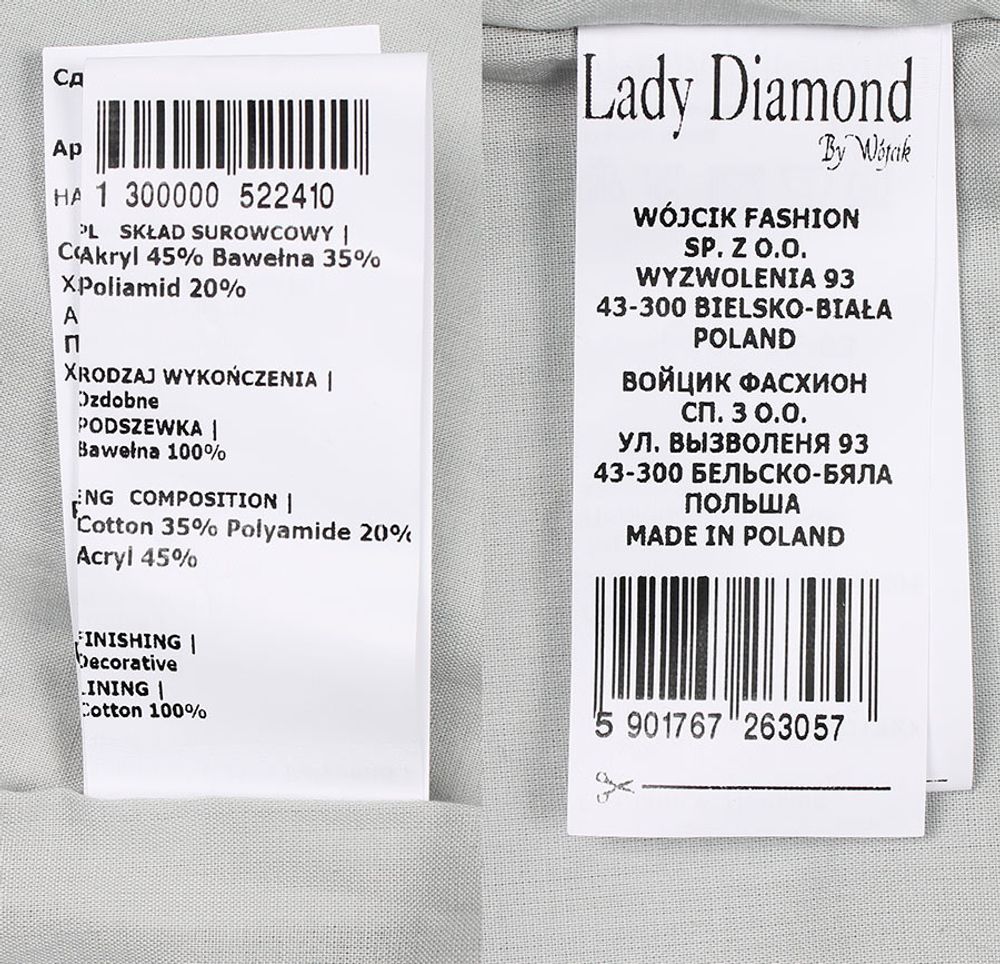 Сд
Ар
НА
1 300000 522410
PL SKŁAD SUROWCOWY |
Akryl 45% Bawełna 35%
Poliamid 20%
Х
А
П
Х
RODZAJ WYKOŃCZENIA |
Ozdobne
PODSZEWKA |
Bawełna 100%
ENG COMPOSITION |
Cotton 35% Polyamide 20%
Acryl 45%
FINISHING |
Decorative
LINING |
Cotton 100%
Lady Diamond
By Wójcik
WÓJCIK FASHION
SP. Z O.O.
WYZWOLENIA 93
43-300 BIELSKO-BIAŁA
POLAND
ВОЙЦИК ФАСХИОН
СП. З О.О.
УЛ. ВЫЗВОЛЕНЯ 93
43-300 БЕЛЬСКО-БЯЛА
ПОЛЬША
MADE IN POLAND
5 901767 263057